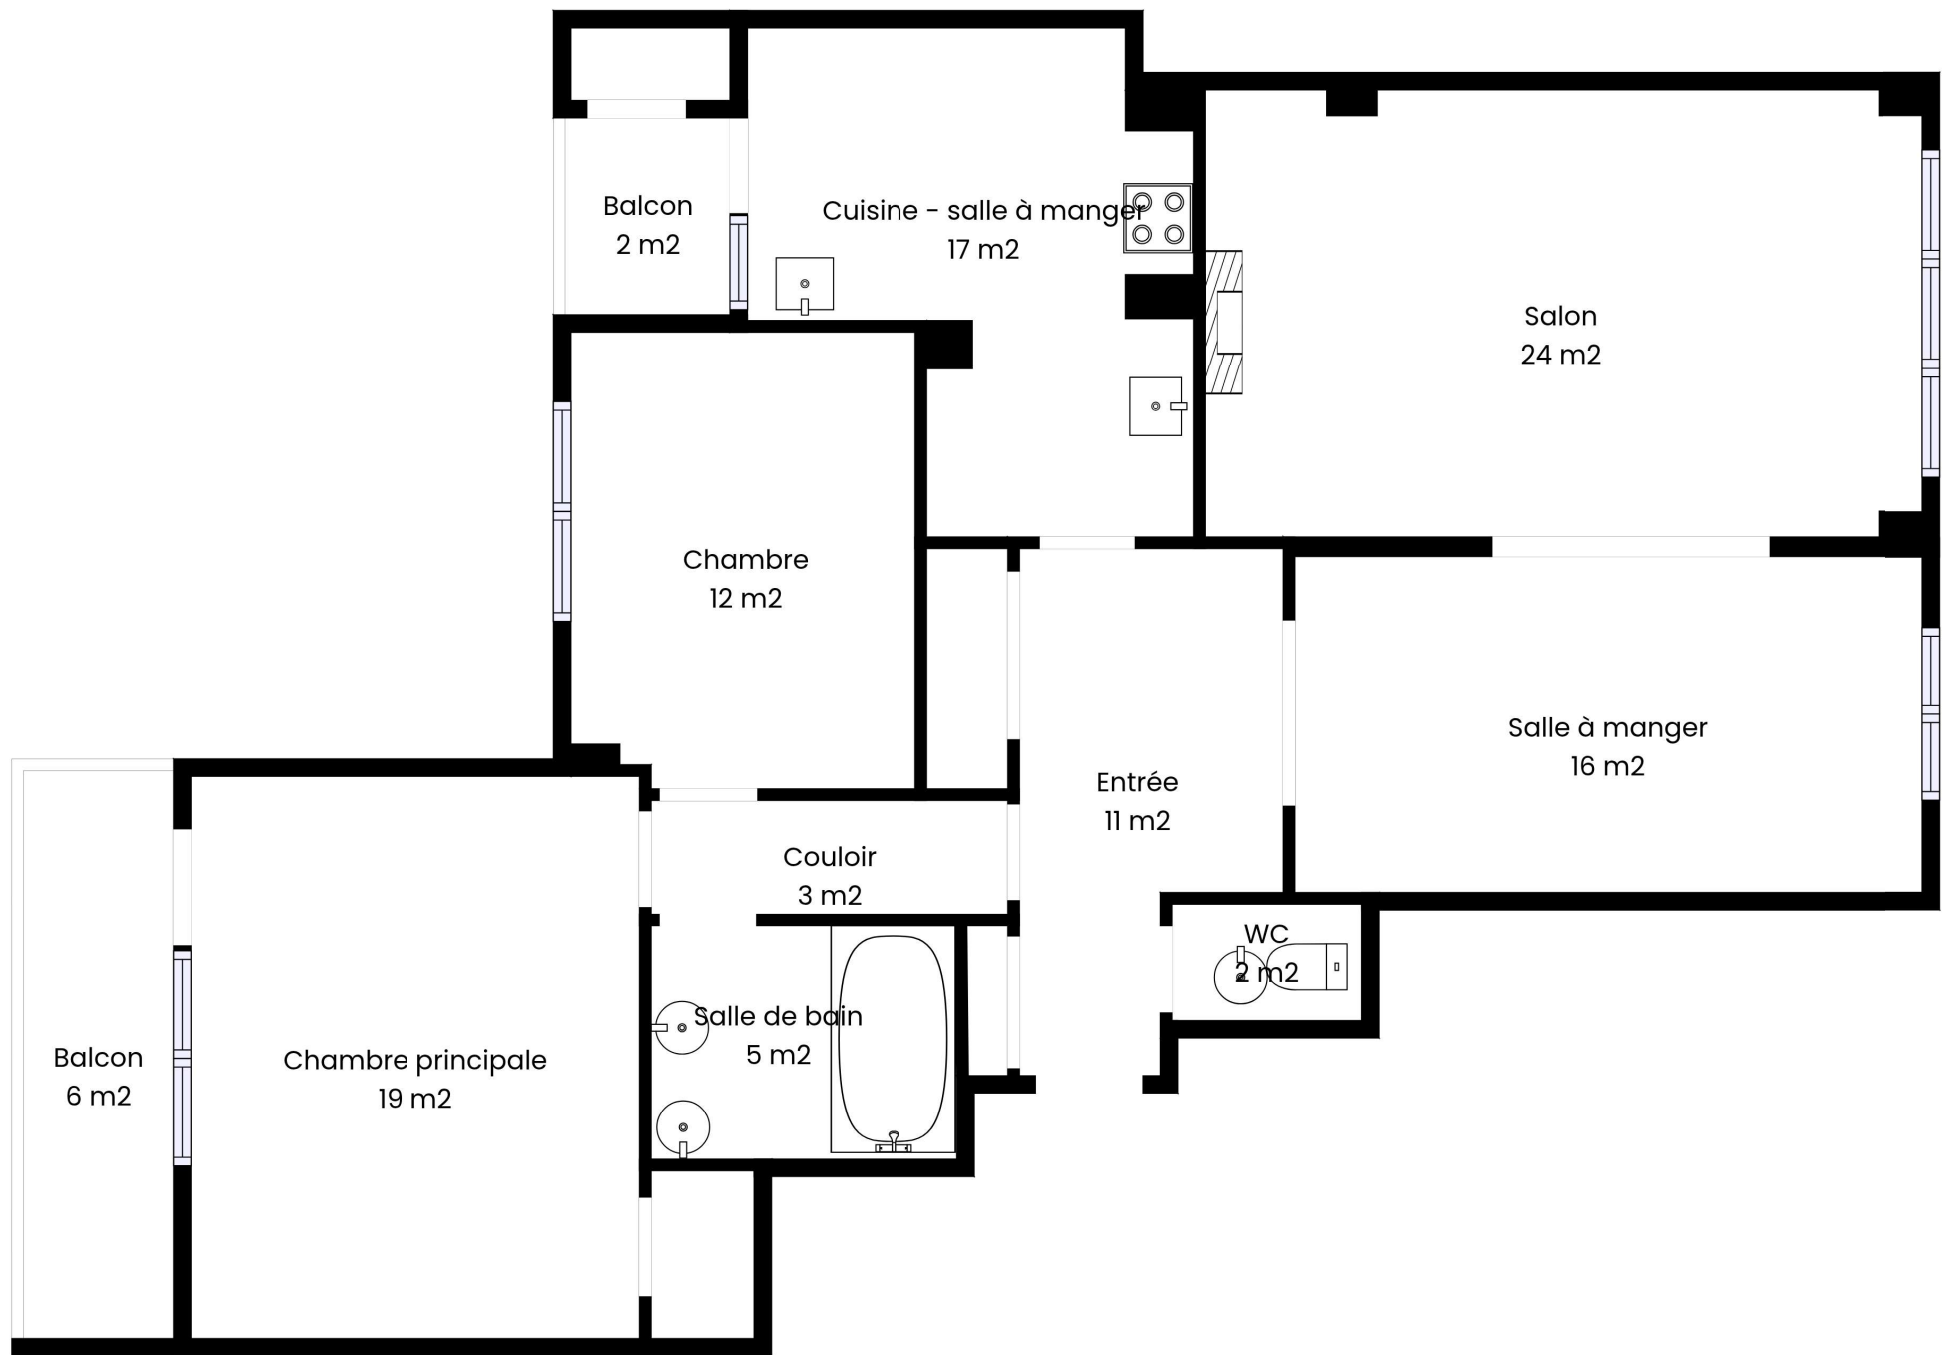 Balcon
2 m2
Cuisine - salle à manger
17 m2
Salon
24 m2
Chambre
12 m2
Salle à manger
16 m2
Entrée
11 m2
Couloir
3 m2
WC
2 m2
Salle de bain
5 m2
Balcon
6 m2
Chambre principale
19 m2